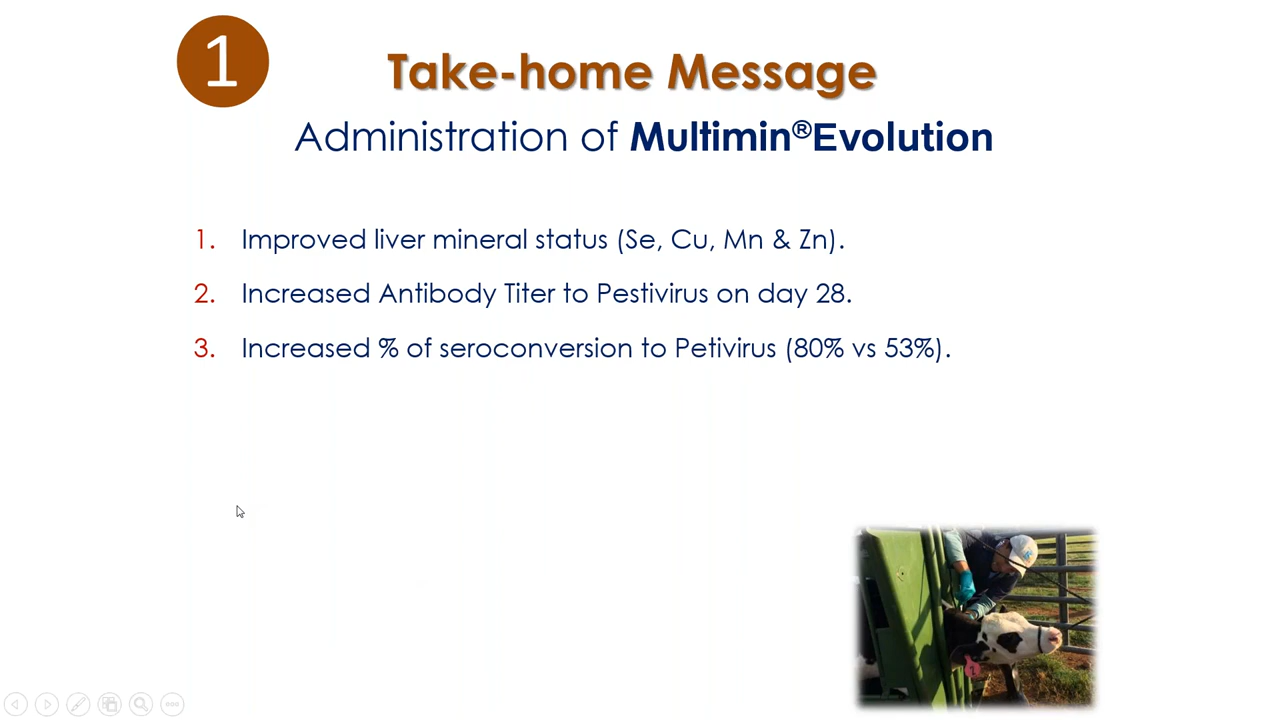 1
Take-home Message
Administration of Multimin®Evolution
1. Improved liver mineral status (Se, Cu, Mn & Zn).
2. Increased Antibody Titer to Pestivirus on day 28.
3. Increased % of seroconversion to Petivirus (80% vs 53%).